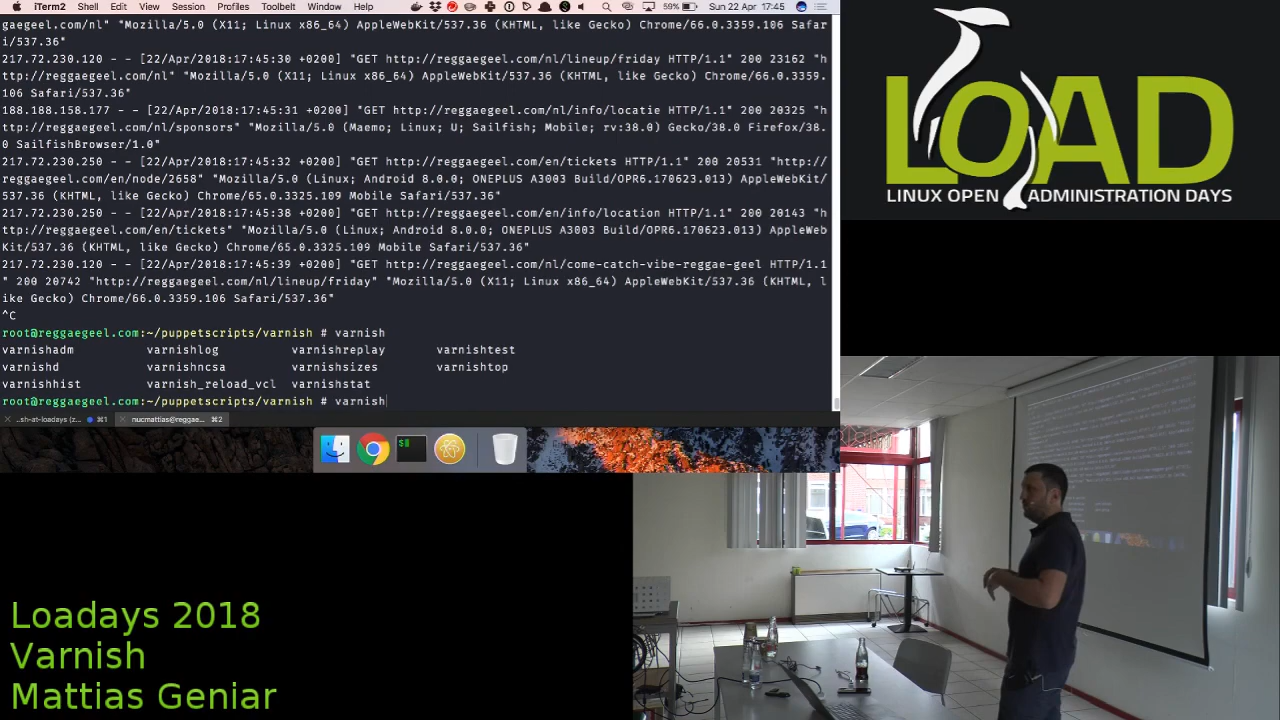 iTerm2 Shell Edit View Session Profiles Toolbelt Window Help 59% Sun 22 Apr 17:45
gaegeel.com/nl" "Mozilla/5.0 (X11; Linux x86_64) AppleWebKit/537.36 (KHTML, like Gecko) Chrome/66.0.3359.106 Safar
i/537.36"
217.72.230.120 - - [22/Apr/2018:17:45:30 +0200] "GET http://reggaegeel.com/nl/lineup/friday HTTP/1.1" 200 23162 "h
ttp://reggaegeel.com/nl" "Mozilla/5.0 (X11; Linux x86_64) AppleWebKit/537.36 (KHTML, like Gecko) Chrome/66.0.3359.
106 Safari/537.36"
188.188.158.177 - - [22/Apr/2018:17:45:31 +0200] "GET http://reggaegeel.com/nl/info/locatie HTTP/1.1" 200 20325 "h
ttp://reggaegeel.com/nl/sponsors" "Mozilla/5.0 (Maemo; Linux; U; Sailfish; Mobile; rv:38.0) Gecko/38.0 Firefox/38.
0 SailfishBrowser/1.0"
217.72.230.250 - - [22/Apr/2018:17:45:32 +0200] "GET http://reggaegeel.com/en/tickets HTTP/1.1" 200 20531 "http://
reggaegeel.com/en/node/2658" "Mozilla/5.0 (Linux; Android 8.0.0; ONEPLUS A3003 Build/OPR6.170623.013) AppleWebKit/
537.36 (KHTML, like Gecko) Chrome/65.0.3325.109 Mobile Safari/537.36"
217.72.230.250 - - [22/Apr/2018:17:45:38 +0200] "GET http://reggaegeel.com/en/info/location HTTP/1.1" 200 20143 "h
ttp://reggaegeel.com/en/tickets" "Mozilla/5.0 (Linux; Android 8.0.0; ONEPLUS A3003 Build/OPR6.170623.013) AppleWeb
Kit/537.36 (KHTML, like Gecko) Chrome/65.0.3325.109 Mobile Safari/537.36"
217.72.230.120 - - [22/Apr/2018:17:45:39 +0200] "GET http://reggaegeel.com/nl/come-catch-vibe-reggae-geel HTTP/1.1
" 200 20742 "http://reggaegeel.com/nl/lineup/friday" "Mozilla/5.0 (X11; Linux x86_64) AppleWebKit/537.36 (KHTML, l
ike Gecko) Chrome/66.0.3359.106 Safari/537.36"
^C
root@reggaegeel.com:~/puppetscripts/varnish # varnish
varnishadm varnishlog varnishreplay varnishtest
varnishd varnishncsa varnishsizes varnishtop
varnishhist varnish_reload_vcl varnishstat
root@reggaegeel.com:~/puppetscripts/varnish # varnish
..sh-at-loadays (z... ⌘1 nucmattias@reggae... ⌘2
LOAD
LINUX OPEN ADMINISTRATION DAYS
Loadays 2018
Varnish
Mattias Geniar